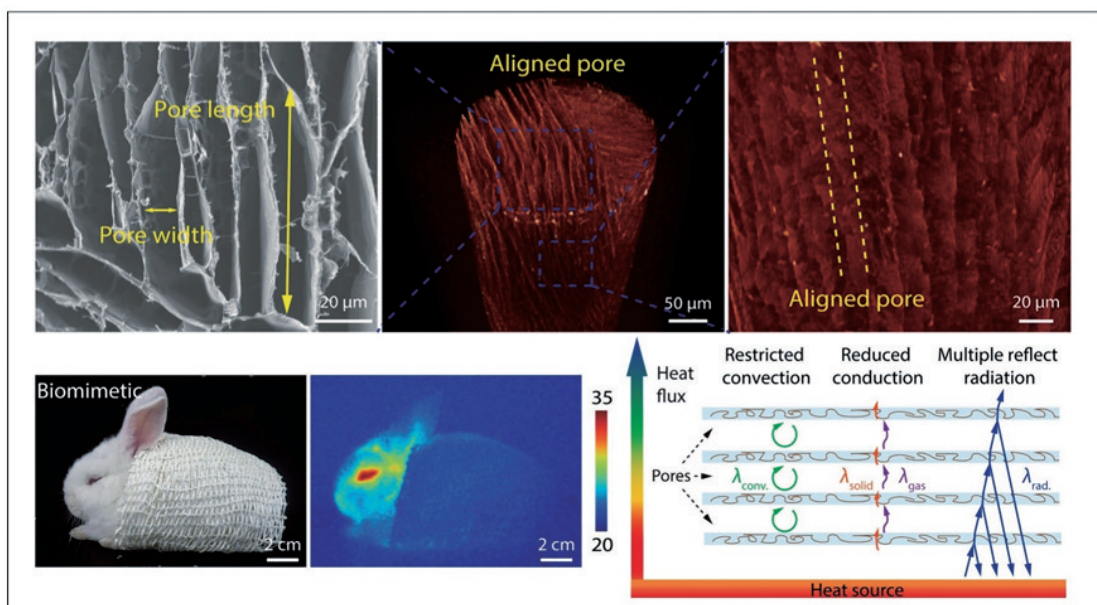 Pore length
Pore width
20 µm
Aligned pore
50 µm
Aligned pore
20 µm
Biomimetic
2 cm
2 cm
35
20
Heat
flux
Restricted
convection
Reduced
conduction
Multiple reflect
radiation
Pores
λconv.
λsolid
λgas
λrad.
Heat source